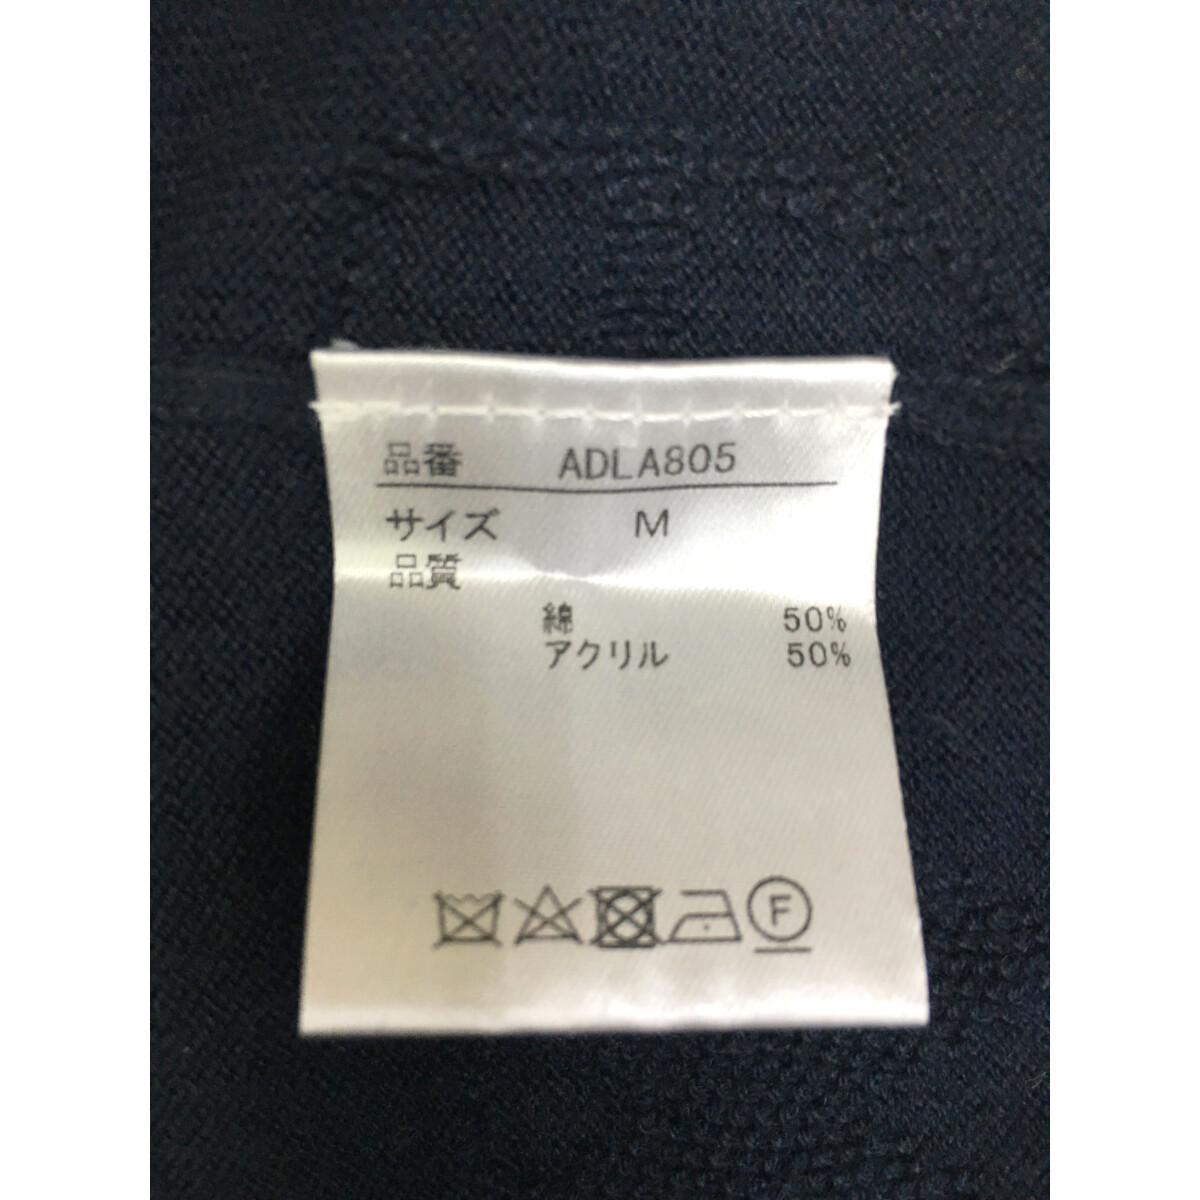 品番 ADLA805
サイズ M
品質
綿 50%
アクリル 50%
F